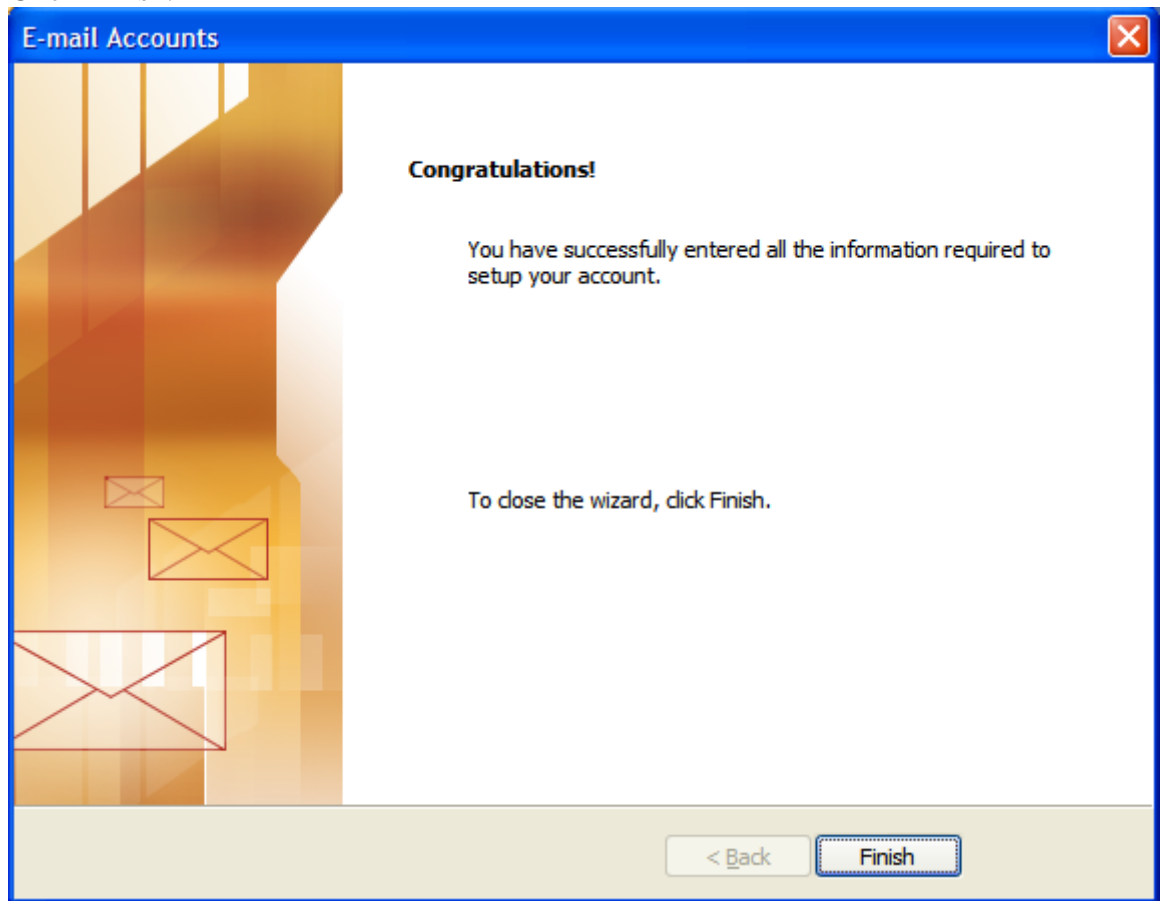 E-mail Accounts
Congratulations!
You have successfully entered all the information required to
setup your account.
To close the wizard, click Finish.
< Back
Finish